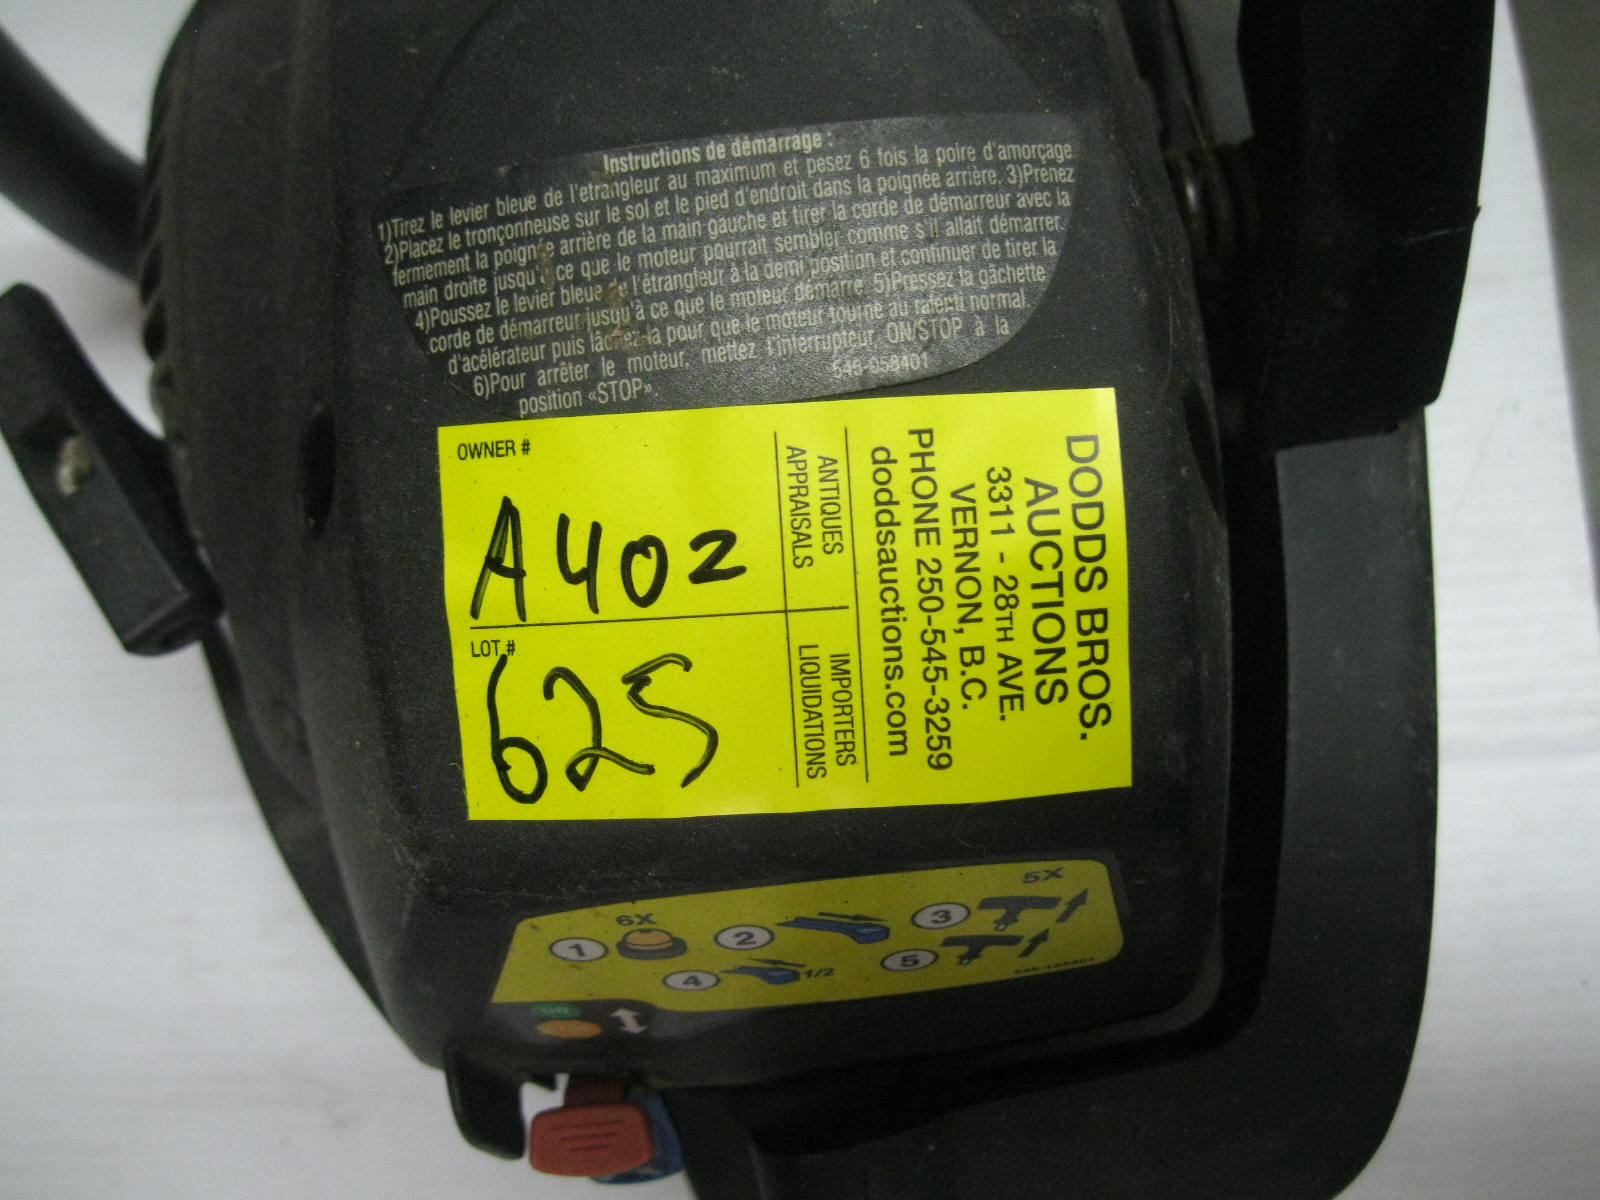 Instructions de démarrage :
1)Tirez le levier bleue de l'etrangleur au maximum et pesez 6 fois la poire d'amorçage
2)Placez le tronçonneuse sur le sol et le pied d'endroit dans la poignée arrière. 3)Prenez
fermement la poignée arrière de la main gauche et tirer la corde de démarreur avec la
main droite jusqu'à ce que le moteur pourrait sembler comme s'il allait démarrer.
4)Poussez le levier bleue l'étrangleur à la demi position et continuer de tirer la
corde de démarreur jusqu'à ce que le moteur démarre. 5)Pressez la gâchette
d'acélérateur puis lâchez-la pour que le moteur tourne au ralenti normal.
6)Pour arrêter le moteur, mettez l'interrupteur ON/STOP à la
position «STOP».
545-058401
OWNER #
A402
LOT #
625
ANTIQUES
APPRAISALS
IMPORTERS
LIQUIDATIONS
DODDS BROS.
AUCTIONS
3311 - 28TH AVE.
VERNON, B.C.
PHONE 250-545-3259
doddsauctions.com
1
6X
2
3
5X
4
1/2
5